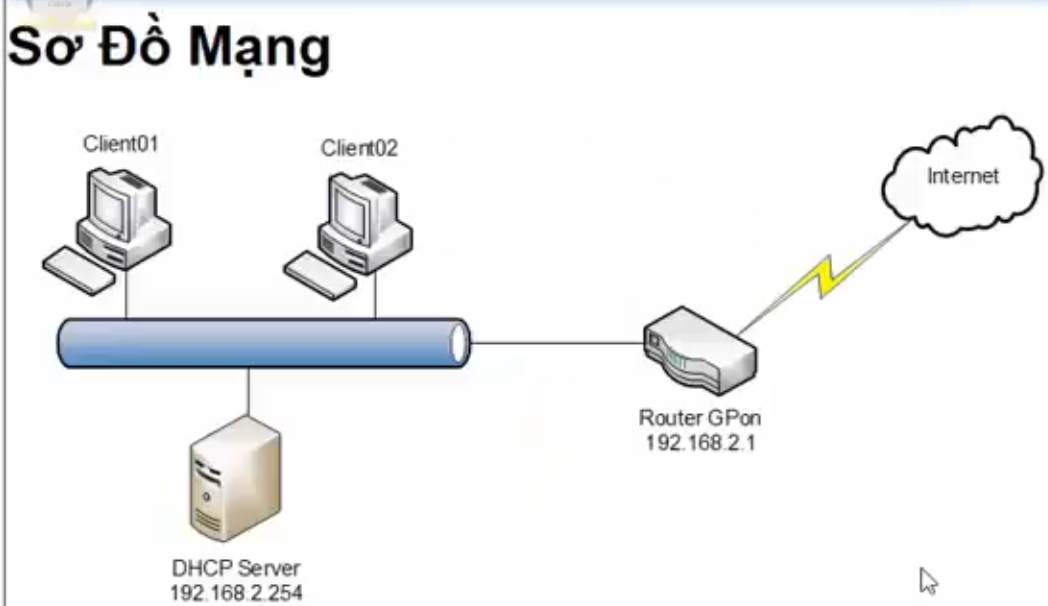 Sơ Đồ Mạng
Client01
Client02
Internet
Router GPon
192.168.2.1
DHCP Server
192.168.2.254